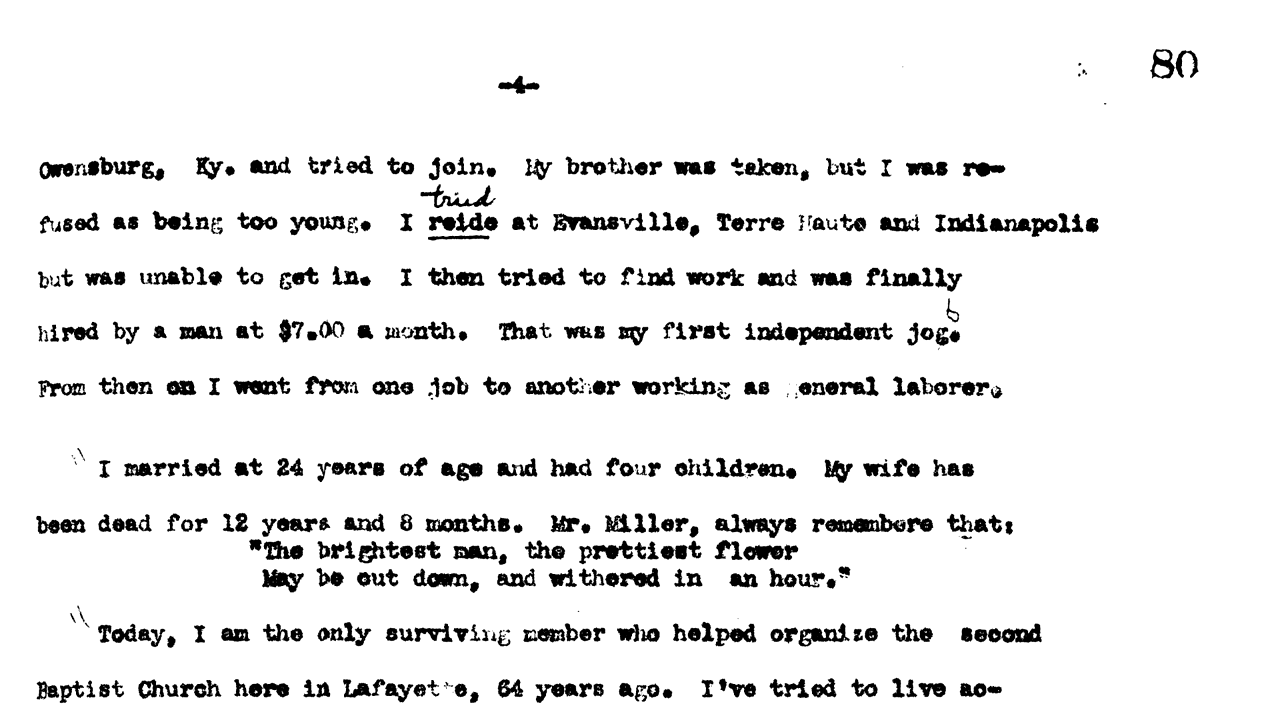 80
-4-
Owensburg, Ky. and tried to join. My brother was taken, but I was re-
tried
fused as being too young. I reide at Evansville, Terre Haute and Indianapolis
but was unable to get in. I then tried to find work and was finally
b
hired by a man at $7.00 a month. That was my first independent jog.
From then on I went from one job to another working as general laborer.
" I married at 24 years of age and had four children. My wife has
been dead for 12 years and 8 months. Mr. Miller, always remembere that:
"The brightest man, the prettiest flower
May be cut down, and withered in an hour."
" Today, I am the only surviving member who helped organize the second
Baptist Church here in Lafayette, 64 years ago. I've tried to live ac-